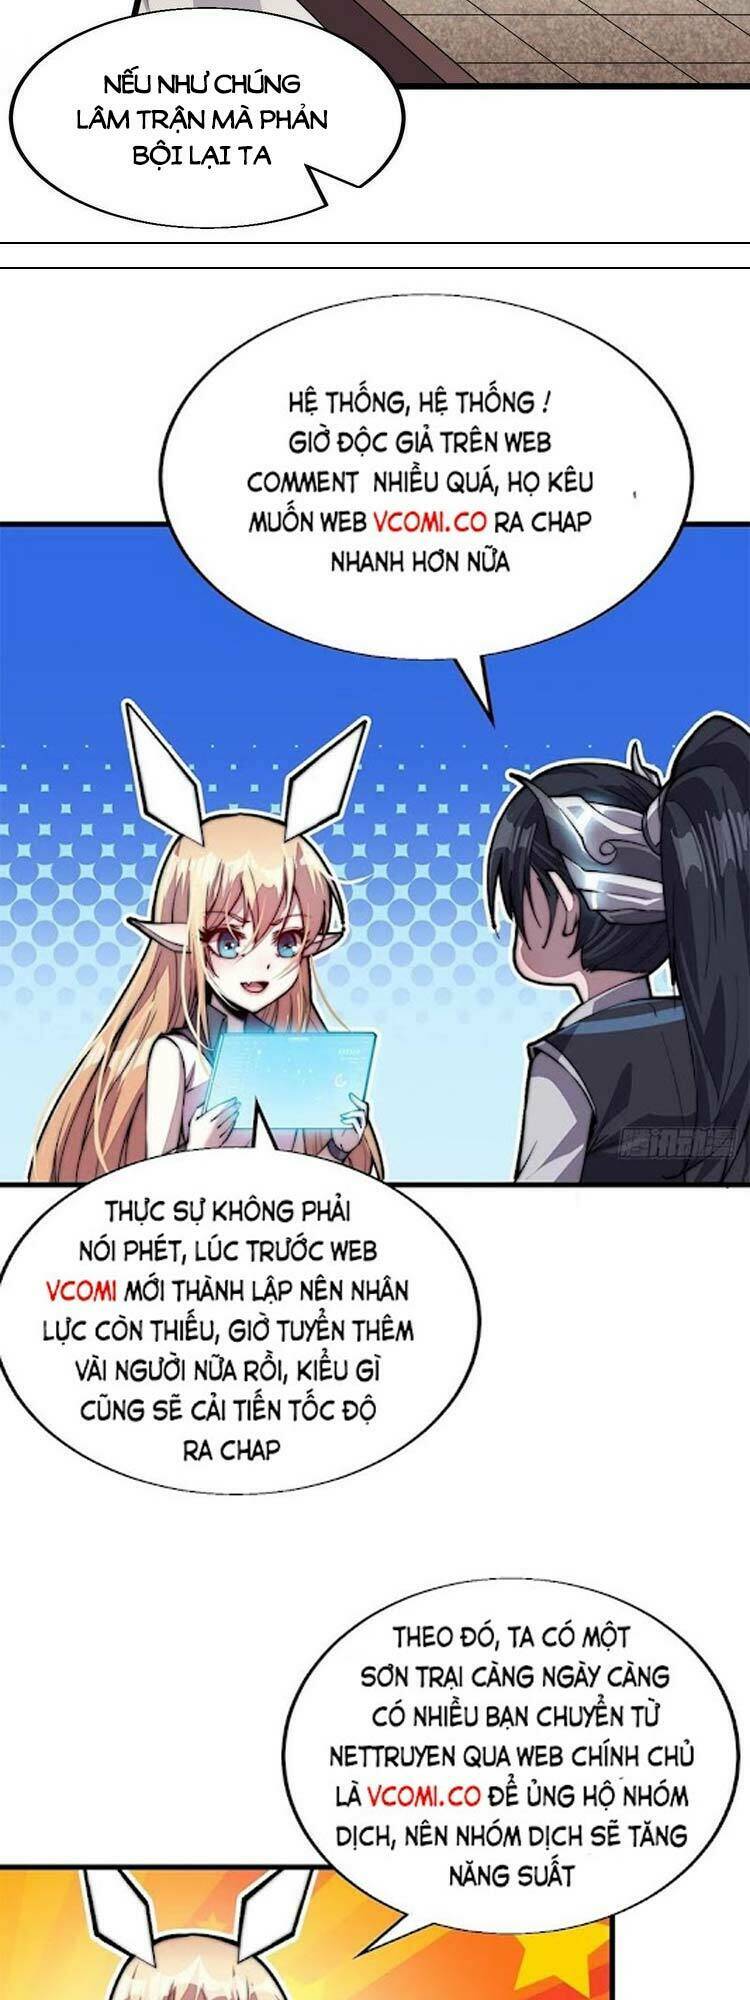 NẾU NHƯ CHÚNG
LÂM TRẬN MÀ PHẢN
BỘI LẠI TA
HỆ THỐNG, HỆ THỐNG !
GIỜ ĐỘC GIẢ TRÊN WEB
COMMENT NHIỀU QUÁ, HỌ KÊU
MUỐN WEB VCOMI.CO RA CHAP
NHANH HƠN NỮA
腾讯动漫
THỰC SỰ KHÔNG PHẢI
NÓI PHÉT, LÚC TRƯỚC WEB
VCOMI MỚI THÀNH LẬP NÊN NHÂN
LỰC CÒN THIẾU, GIỜ TUYỂN THÊM
VÀI NGƯỜI NỮA RỒI, KIỂU GÌ
CŨNG SẼ CẢI TIẾN TỐC ĐỘ
RA CHAP
THEO ĐÓ, TA CÓ MỘT
SƠN TRẠI CÀNG NGÀY CÀNG
CÓ NHIỀU BẠN CHUYỂN TỪ
NETTRUYEN QUA WEB CHÍNH CHỦ
LÀ VCOMI.CO ĐỂ ỦNG HỘ NHÓM
DỊCH, NÊN NHÓM DỊCH SẼ TĂNG
NĂNG SUẤT